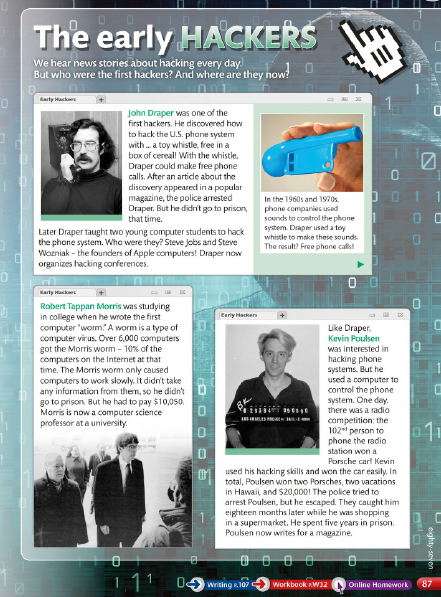 The early HACKERS
We hear news stories about hacking every day.
But who were the first hackers? And where are they now?
Early Hackers
John Draper was one of the
first hackers. He discovered how
to hack the U.S. phone system
with ... a toy whistle, free in a
box of cereal! With the whistle,
Draper could make free phone
calls. After an article about the
discovery appeared in a popular
magazine, the police arrested
Draper. But he didn't go to prison,
that time.
Later Draper taught two young computer students to hack
the phone system. Who were they? Steve Jobs and Steve
Wozniak – the founders of Apple computers! Draper now
organizes hacking conferences.
In the 1960s and 1970s,
phone companies used
sounds to control the phone
system. Draper used a toy
whistle to make these sounds.
The result? Free phone calls!
Early Hackers
Robert Tappan Morris was studying
in college when he wrote the first
computer "worm." A worm is a type of
computer virus. Over 6,000 computers
got the Morris worm – 10% of the
computers on the Internet at that
time. The Morris worm only caused
computers to work slowly. It didn't take
any information from them, so he didn't
go to prison. But he had to pay $10,050.
Morris is now a computer science
professor at a university.
Early Hackers
Like Draper,
Kevin Poulsen
was interested in
hacking phone
systems. But he
used a computer to
control the phone
system. One day,
there was a radio
competition: the
102nd person to
phone the radio
station won a
Porsche car! Kevin
used his hacking skills and won the car easily. In
total, Poulsen won two Porsches, two vacations
in Hawaii, and $20,000! The police tried to
arrest Poulsen, but he escaped. They caught him
eighteen months later while he was shopping
in a supermarket. He spent five years in prison.
Poulsen now writes for a magazine.
eighty-seven
Writing p.107
Workbook p.W32
Online Homework
87